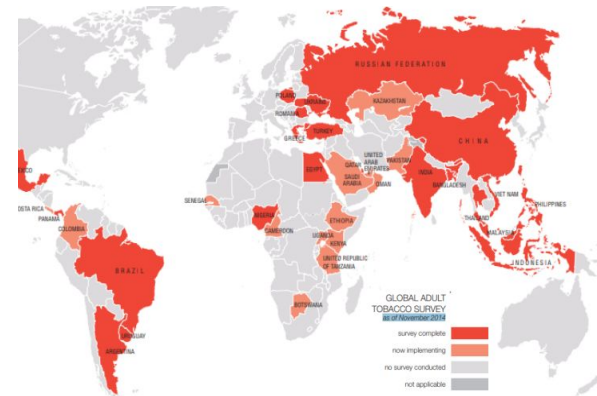 RUSSIAN FEDERATION
POLAND
UKRAINE
KAZAKHSTAN
ROMANIA
GREECE
TURKEY
CHINA
UNITED
ARAB
EMIRATES
PAKISTAN
QATAR
EGYPT
SAUDI
ARABIA
OMAN
INDIA
BANGLADESH
VIET NAM
PHILIPPINES
THAILAND
MALAYSIA
INDONESIA
SENEGAL
NIGERIA
CAMEROON
ETHIOPIA
UGANDA
KENYA
UNITED REPUBLIC
OF TANZANIA
BOTSWANA
PANAMA
COLOMBIA
BRAZIL
URUGUAY
ARGENTINA
GLOBAL ADULT
TOBACCO SURVEY
as of November 2014
survey complete
now implementing
no survey conducted
not applicable